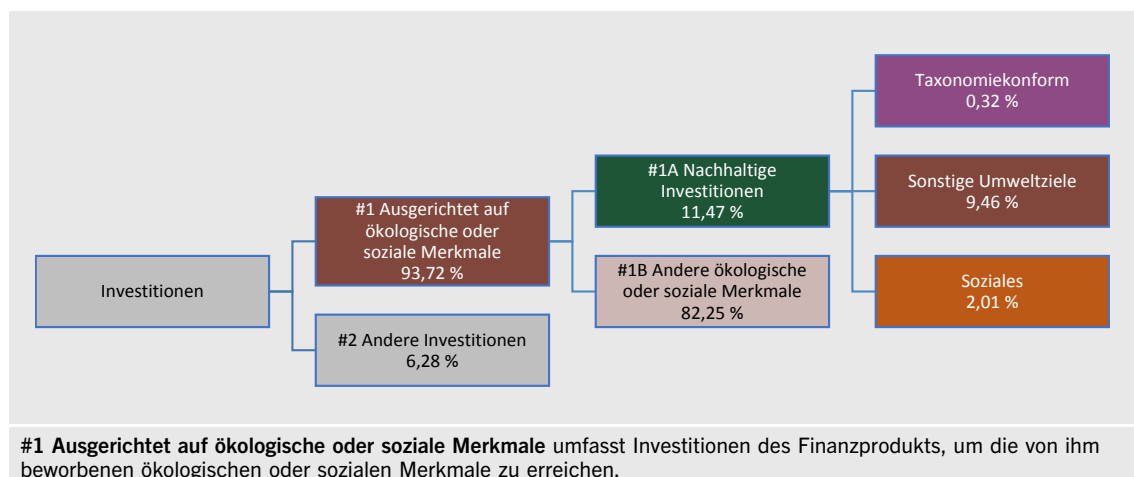 Investitionen
#1 Ausgerichtet auf
ökologische oder
soziale Merkmale
93,72 %
#2 Andere Investitionen
6,28 %
#1A Nachhaltige
Investitionen
11,47 %
#1B Andere ökologische
oder soziale Merkmale
82,25 %
Taxonomiekonform
0,32 %
Sonstige Umweltziele
9,46 %
Soziales
2,01 %
#1 Ausgerichtet auf ökologische oder soziale Merkmale umfasst Investitionen des Finanzprodukts, um die von ihm
beworbenen ökologischen oder sozialen Merkmale zu erreichen.